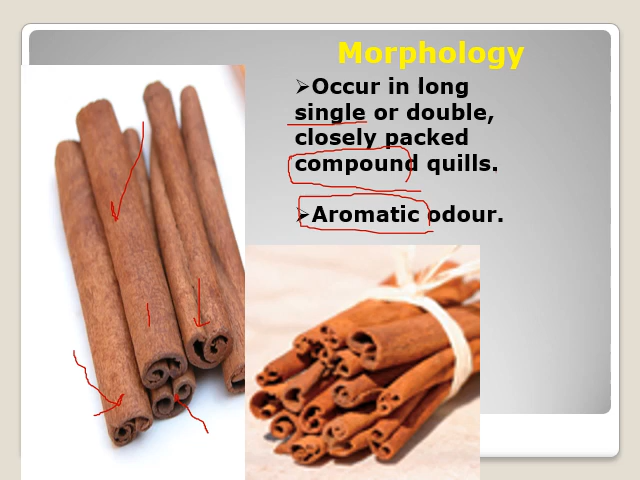 Morphology
➢Occur in long
single or double,
closely packed
compound quills.
➢Aromatic odour.